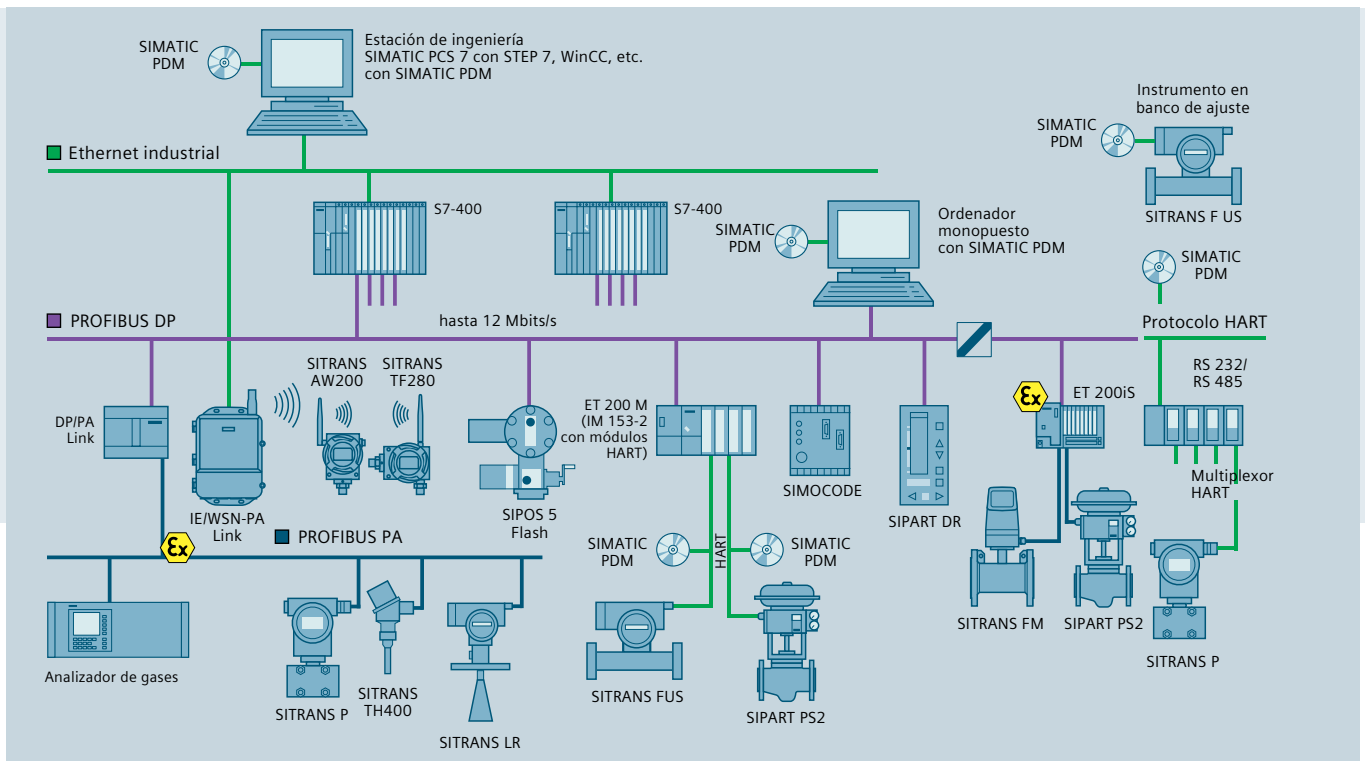 SIMATIC
PDM
Estación de ingeniería
SIMATIC PCS 7 con STEP 7, WinCC, etc.
con SIMATIC PDM
Instrumento en
banco de ajuste
SIMATIC
PDM
SITRANS F US
Ethernet industrial
S7-400
S7-400
SIMATIC
PDM
Ordenador
monopuesto
con SIMATIC PDM
SIMATIC
PDM
PROFIBUS DP
hasta 12 Mbits/s
Protocolo HART
RS 232/
RS 485
DP/PA
Link
IE/WSN-PA
Link
SITRANS
AW200
SITRANS
TF280
SIPOS 5
Flash
ET 200 M
(IM 153-2
con módulos
HART)
SIMOCODE
SIPART DR
Ex
ET 200iS
Multiplexor
HART
Ex
PROFIBUS PA
SIMATIC
PDM
HART
SIMATIC
PDM
Analizador de gases
SITRANS P
SITRANS
TH400
SITRANS LR
SITRANS FUS
SIPART PS2
SITRANS FM
SIPART PS2
SITRANS P